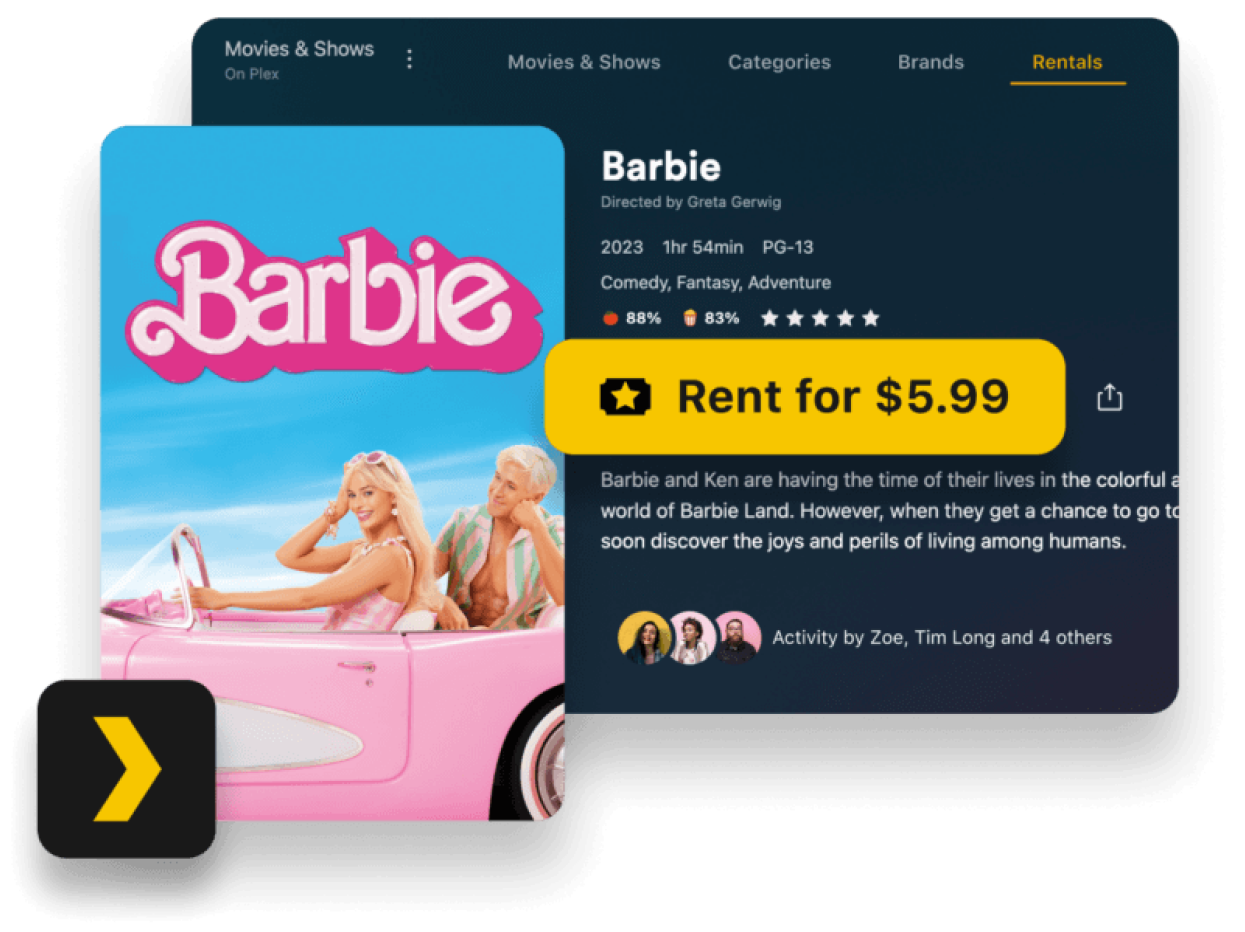 Movies & Shows
On Plex
Movies & Shows
Categories
Brands
Rentals
Barbie
Barbie
Directed by Greta Gerwig
2023 1hr 54min PG-13
Comedy, Fantasy, Adventure
88% 83%
Rent for $5.99
Barbie and Ken are having the time of their lives in the colorful a
world of Barbie Land. However, when they get a chance to go to
soon discover the joys and perils of living among humans.
Activity by Zoe, Tim Long and 4 others